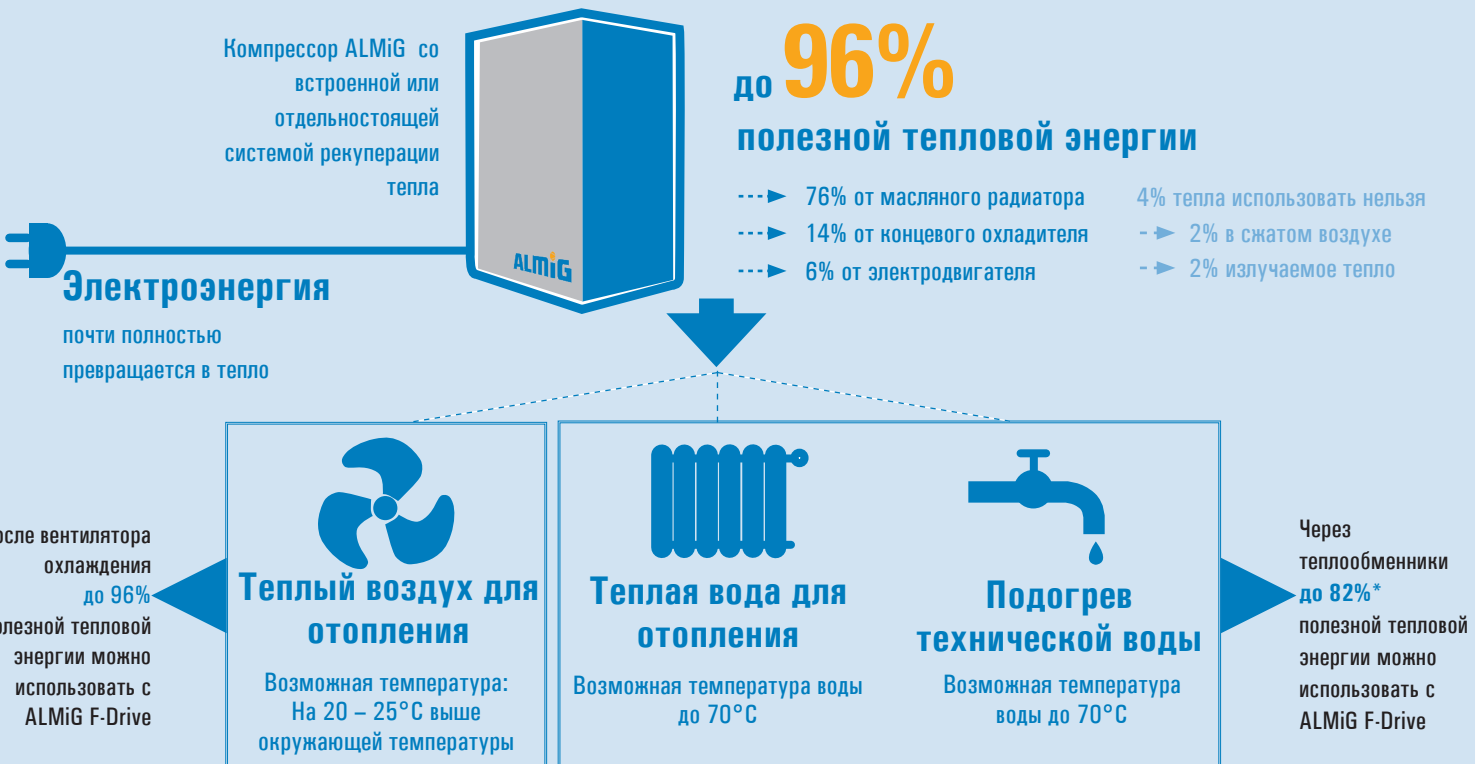 Компрессор ALMiG со
встроенной или
отдельностоящей
системой рекуперации
тепла
ALMiG
до 96%
полезной тепловой энергии
76% от масляного радиатора
14% от концевого охладителя
6% от электродвигателя
4% тепла использовать нельзя
2% в сжатом воздухе
2% излучаемое тепло
Электроэнергия
почти полностью
превращается в тепло
осле вентилятора
охлаждения
до 96%
олезной тепловой
энергии можно
использовать с
ALMiG F-Drive
Теплый воздух для
отопления
Возможная температура:
На 20 – 25°C выше
окружающей температуры
Теплая вода для
отопления
Возможная температура воды
до 70°C
Подогрев
технической воды
Возможная температура
воды до 70°C
Через
теплообменники
до 82%*
полезной тепловой
энергии можно
использовать с
ALMiG F-Drive